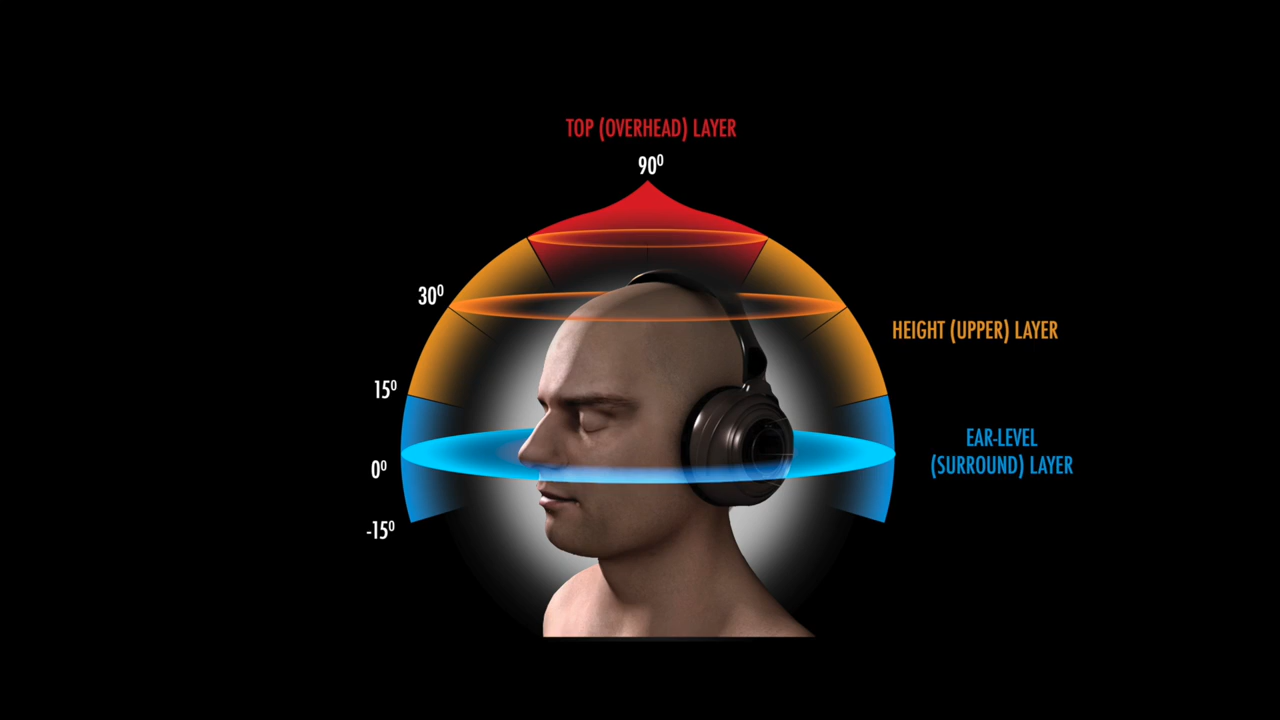 TOP (OVERHEAD) LAYER
90⁰
30⁰
HEIGHT (UPPER) LAYER
15⁰
EAR-LEVEL
(SURROUND) LAYER
0⁰
-15⁰